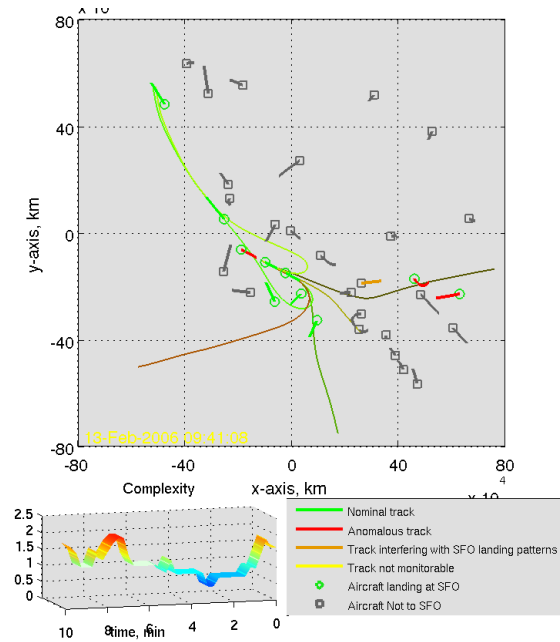 x 10
80
40
0
-40
-80
y-axis, km
13-Feb-2006 09:41:08
-80 -40 0 40 80
4
x-axis, km
x 10
Complexity
2.5
2
1.5
1
0.5
0
10 8 6 4 2 0
time, min
Nominal track
Anomalous track
Track interfering with SFO landing patterns
Track not monitorable
Aircraft landing at SFO
Aircraft Not to SFO